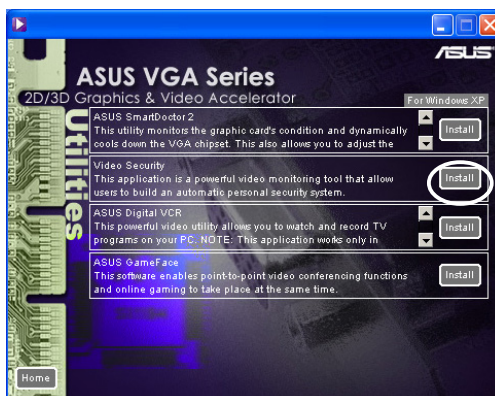 ASUS
ASUS VGA Series
2D/3D Graphics & Video Accelerator
For Windows XP
Utilities
ASUS SmartDoctor 2
This utility monitors the graphic card's condition and dynamically
cools down the VGA chipset. This also allows you to adjust the
Install
Video Security
This application is a powerful video monitoring tool that allow
users to build an automatic personal security system.
Install
ASUS Digital VCR
This powerful video utility allows you to watch and record TV
programs on your PC. NOTE: This application works only in
Install
ASUS GameFace
This software enables point-to-point video conferencing functions
and online gaming to take place at the same time.
Install
Home